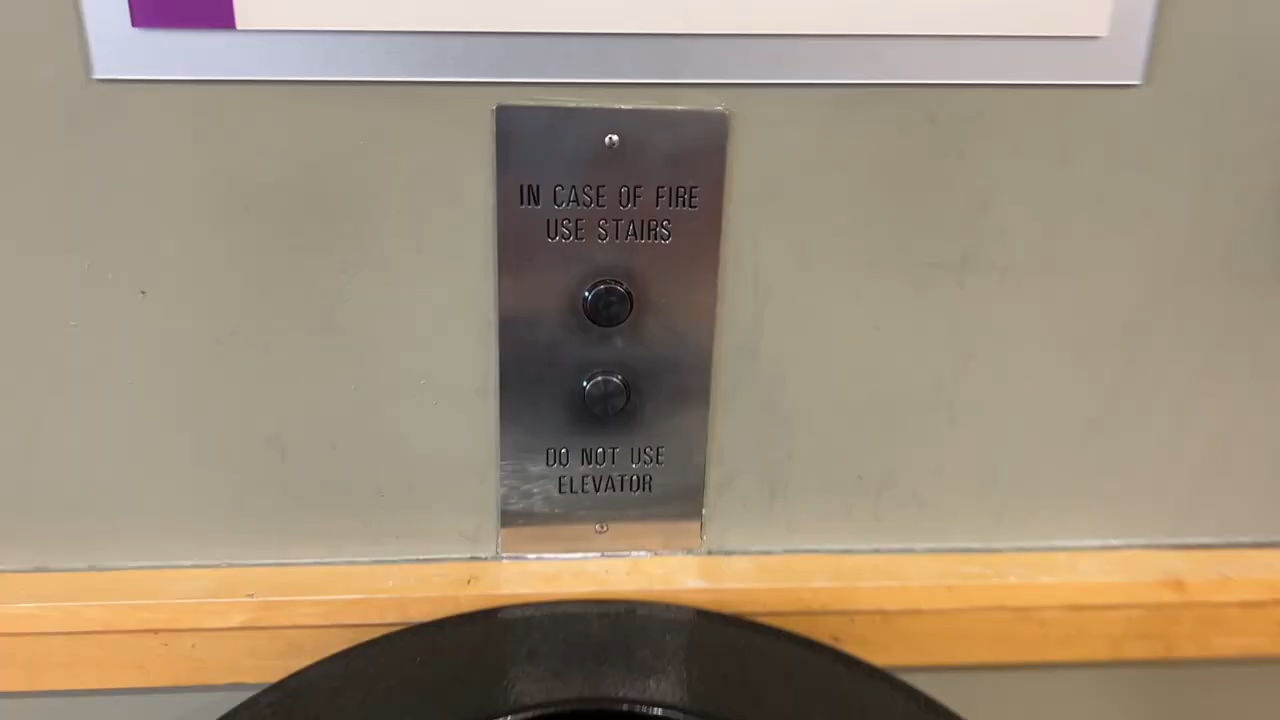 IN CASE OF FIRE
USE STAIRS
DO NOT USE
ELEVATOR